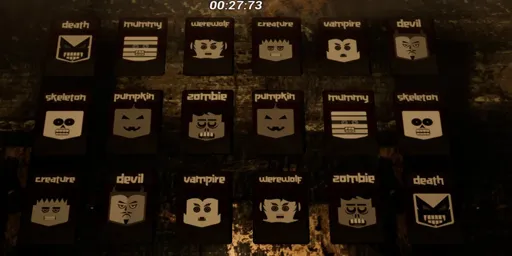 00:27:73
death mummy werewolf creature vampire devil
skeleton pumpkin zombie pumpkin mummy skeleton
creature devil vampire werewolf zombie death